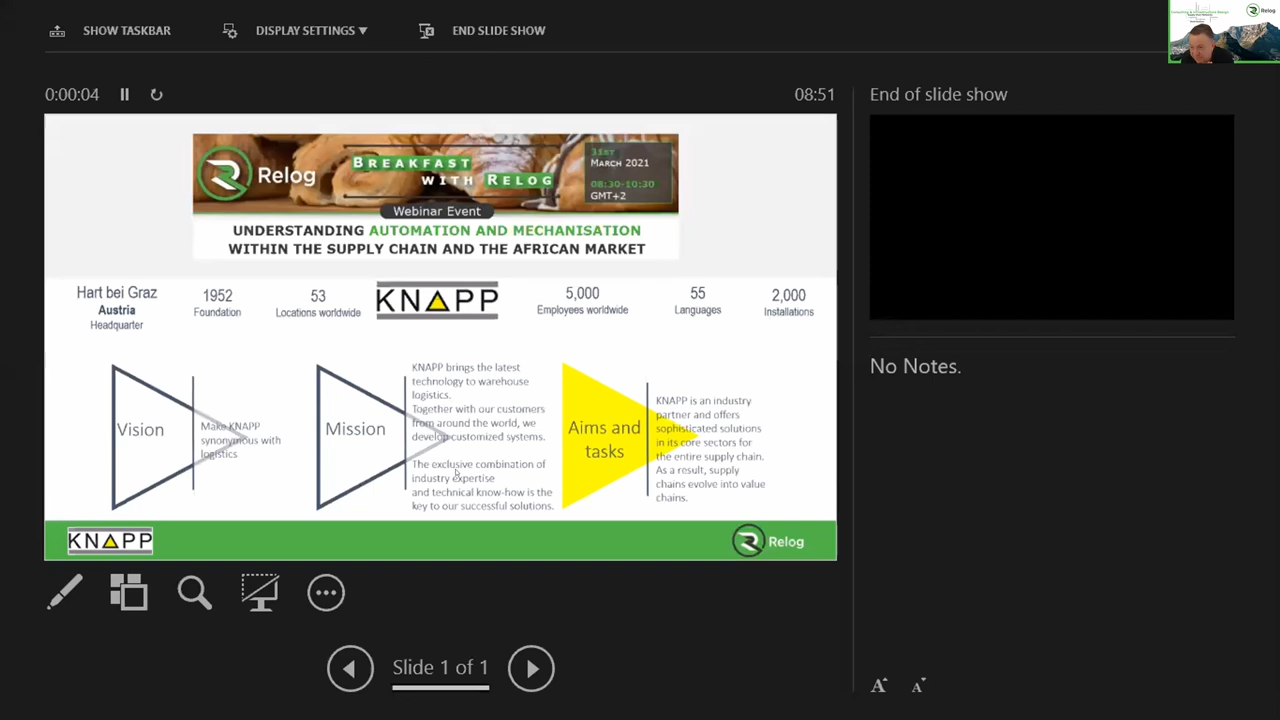 SHOW TASKBAR
DISPLAY SETTINGS ▼
END SLIDE SHOW
Relog
0:00:04
08:51
End of slide show
Relog
BREAKFAST
WITH RELOG
31ST
MARCH 2021
08:30-10:30
GMT+2
Webinar Event
UNDERSTANDING AUTOMATION AND MECHANISATION
WITHIN THE SUPPLY CHAIN AND THE AFRICAN MARKET
Hart bei Graz
Austria
Headquarter
1952
Foundation
53
Locations worldwide
KNAPP
5,000
Employees worldwide
55
Languages
2,000
Installations
Vision
Make KNAPP
synonymous with
logistics
Mission
KNAPP brings the latest
technology to warehouse
logistics.
Together with our customers
from around the world, we
develop customized systems.
The exclusive combination of
industry expertise
and technical know-how is the
key to our successful solutions.
Aims and
tasks
KNAPP is an industry
partner and offers
sophisticated solutions
in its core sectors for
the entire supply chain.
As a result, supply
chains evolve into value
chains.
KNAPP
Relog
No Notes.
Slide 1 of 1
A A